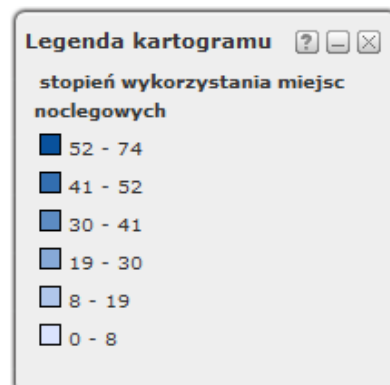 Legenda kartogramu ?
stopień wykorzystania miejsc
noclegowych
52 - 74
41 - 52
30 - 41
19 - 30
8 - 19
0 - 8